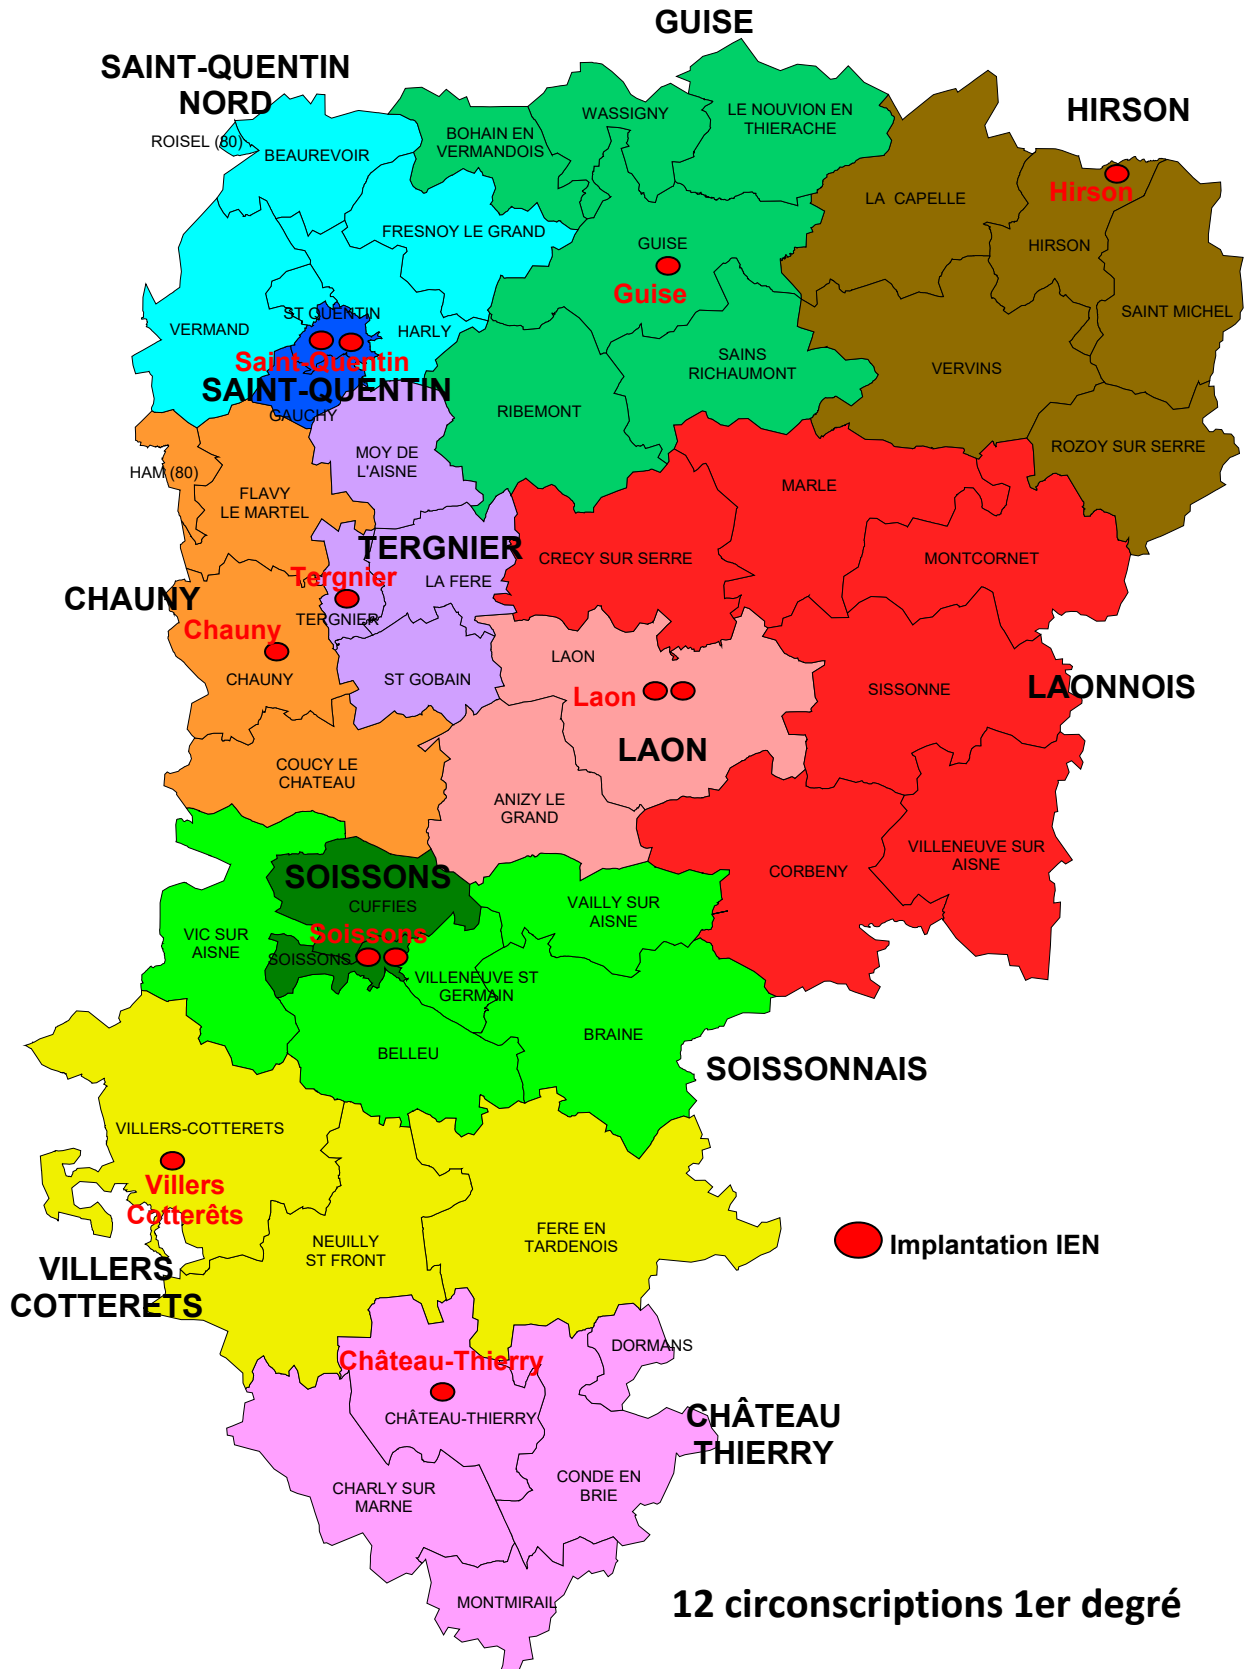 GUISE
SAINT-QUENTIN
NORD
HIRSON
ROISEL (80)
BEAUREVOIR
BOHAIN EN
VERMANDOIS
WASSIGNY
LE NOUVION EN
THIERACHE
LA CAPELLE
Hirson
HIRSON
SAINT MICHEL
FRESNOY LE GRAND
GUISE
Guise
VERMAND
ST QUENTIN
HARLY
Saint-Quentin
SAINT-QUENTIN
GAUCHY
SAINS
RICHAUMONT
VERVINS
RIBEMONT
ROZOY SUR SERRE
HAM (80)
FLAVY
LE MARTEL
MOY DE
L'AISNE
MARLE
TERGNIER
CRECY SUR SERRE
MONTCORNET
Tergnier
LA FERE
TERGNIER
CHAUNY
Chauny
CHAUNY
ST GOBAIN
LAON
Laon
LAON
SISSONNE
LAONNOIS
COUCY LE
CHATEAU
ANIZY LE
GRAND
CORBENY
VILLENEUVE SUR
AISNE
SOISSONS
CUFFIES
Soissons
SOISSONS
VAILLY SUR
AISNE
VIC SUR
AISNE
VILLENEUVE ST
GERMAIN
BELLEU
BRAINE
SOISSONNAIS
VILLERS-COTTERETS
Villers
Cotterêts
VILLERS
COTTERETS
NEUILLY
ST FRONT
FERE EN
TARDENOIS
Implantation IEN
DORMANS
Château-Thierry
CHÂTEAU-THIERRY
CHÂTEAU
THIERRY
CHARLY SUR
MARNE
CONDE EN
BRIE
MONTMIRAIL
12 circonscriptions 1er degré